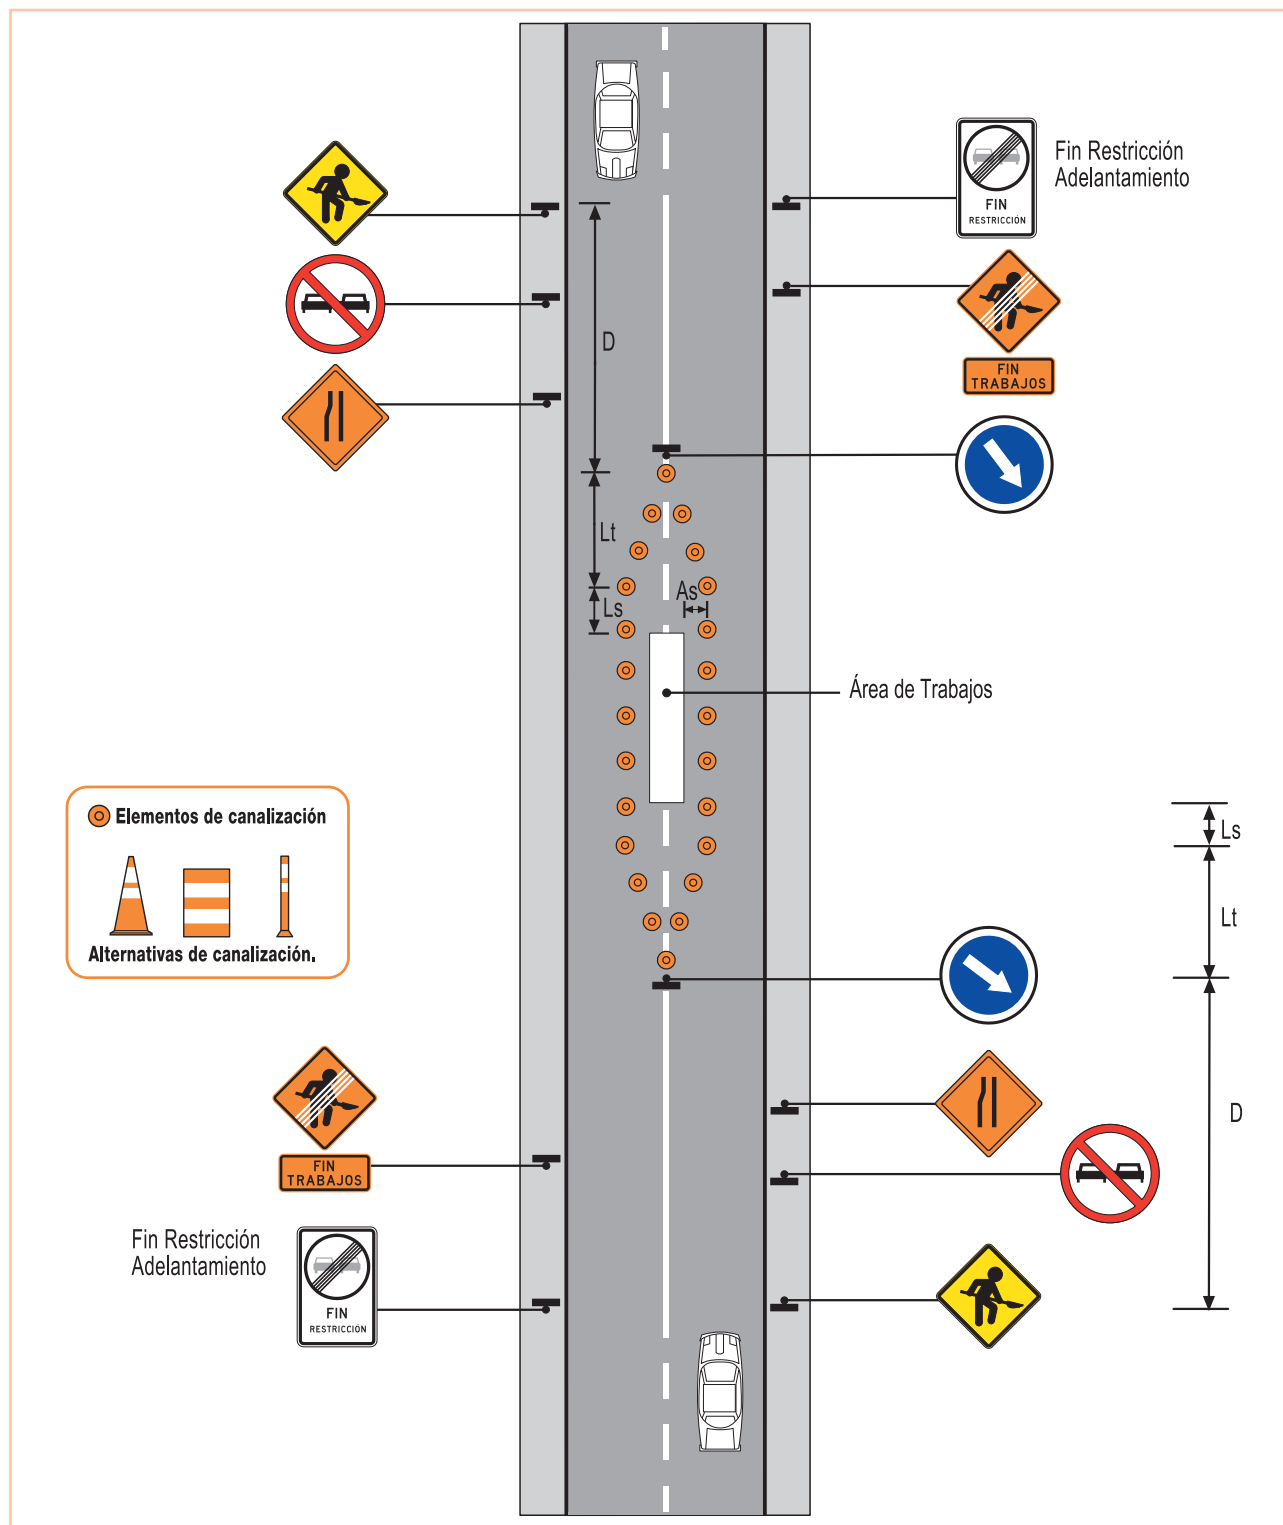 Fin Restricción
Adelantamiento
FIN
RESTRICCIÓN
FIN
TRABAJOS
D
Lt
As
Ls
Área de Trabajos
Elementos de canalización
Alternativas de canalización.
Ls
Lt
D
FIN
TRABAJOS
Fin Restricción
Adelantamiento
FIN
RESTRICCIÓN